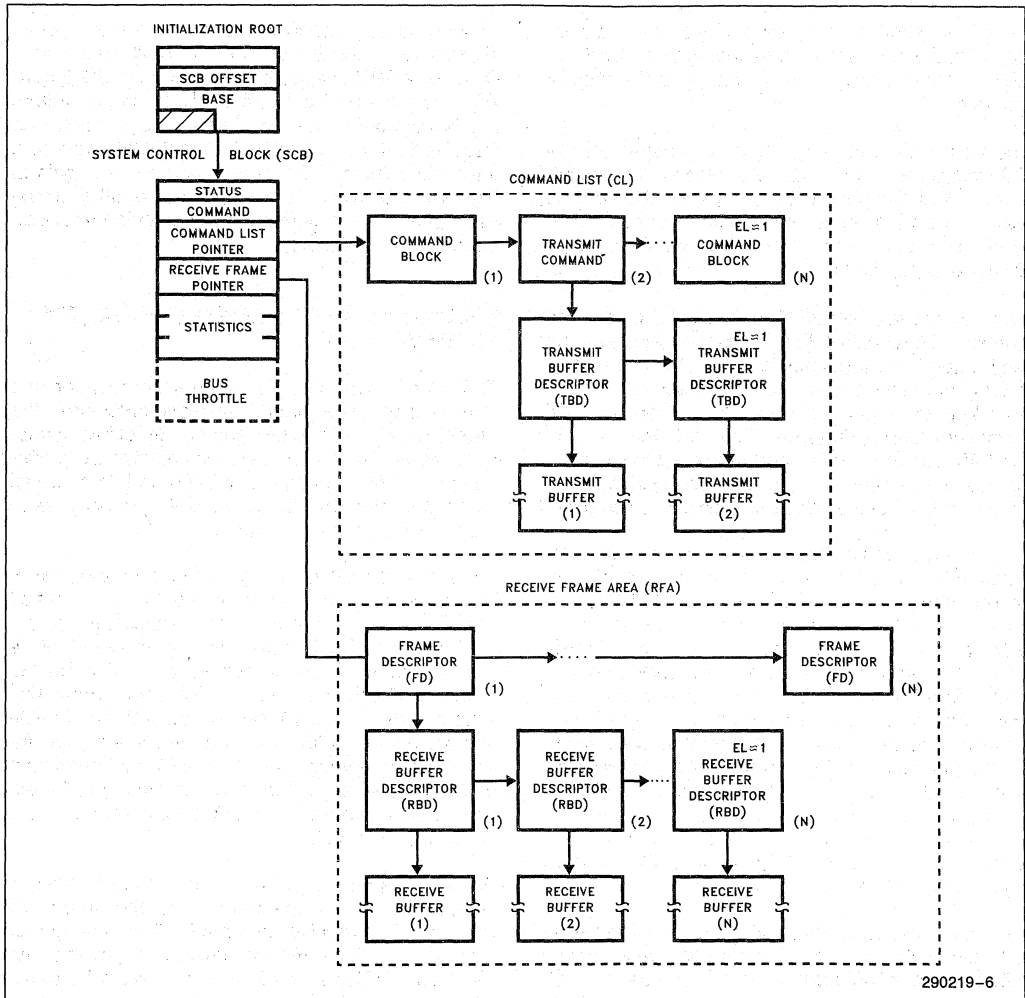 INITIALIZATION ROOT
SCB OFFSET
BASE
SYSTEM CONTROL BLOCK (SCB)
STATUS
COMMAND
COMMAND LIST
POINTER
RECEIVE FRAME
POINTER
STATISTICS
BUS
THROTTLE
COMMAND LIST (CL)
COMMAND
BLOCK
(1)
TRANSMIT
COMMAND
(2)
EL=1
COMMAND
BLOCK
(N)
TRANSMIT
BUFFER
DESCRIPTOR
(TBD)
EL=1
TRANSMIT
BUFFER
DESCRIPTOR
(TBD)
TRANSMIT
BUFFER
(1)
TRANSMIT
BUFFER
(2)
RECEIVE FRAME AREA (RFA)
FRAME
DESCRIPTOR
(FD)
(1)
FRAME
DESCRIPTOR
(FD)
(N)
RECEIVE
BUFFER
DESCRIPTOR
(RBD)
(1)
RECEIVE
BUFFER
DESCRIPTOR
(RBD)
(2)
EL=1
RECEIVE
BUFFER
DESCRIPTOR
(RBD)
(N)
RECEIVE
BUFFER
(1)
RECEIVE
BUFFER
(2)
RECEIVE
BUFFER
(N)
290219-6